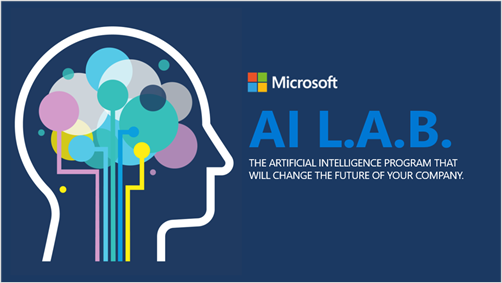 Microsoft
AI L.A.B.
THE ARTIFICIAL INTELLIGENCE PROGRAM THAT
WILL CHANGE THE FUTURE OF YOUR COMPANY.